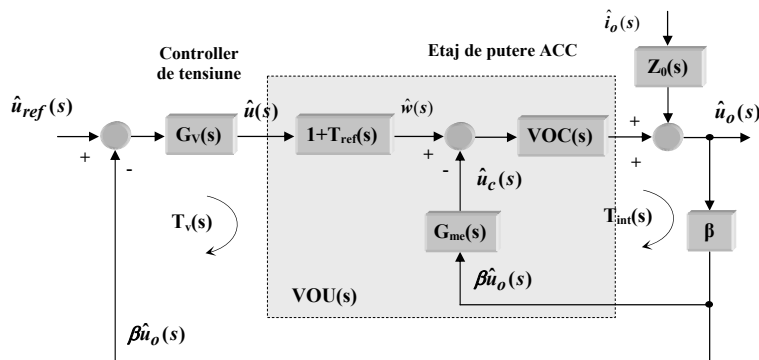 Controller
de tensiune
Etaj de putere ACC
î_o(s)
Z₀(s)
û_ref(s)
û(s)
ŵ(s)
û_o(s)
G_V(s)
1+T_ref(s)
VOC(s)
+
-
+
-
+
+
û_c(s)
T_v(s)
G_me(s)
T_int(s)
β
VOU(s)
βû_o(s)
βû_o(s)